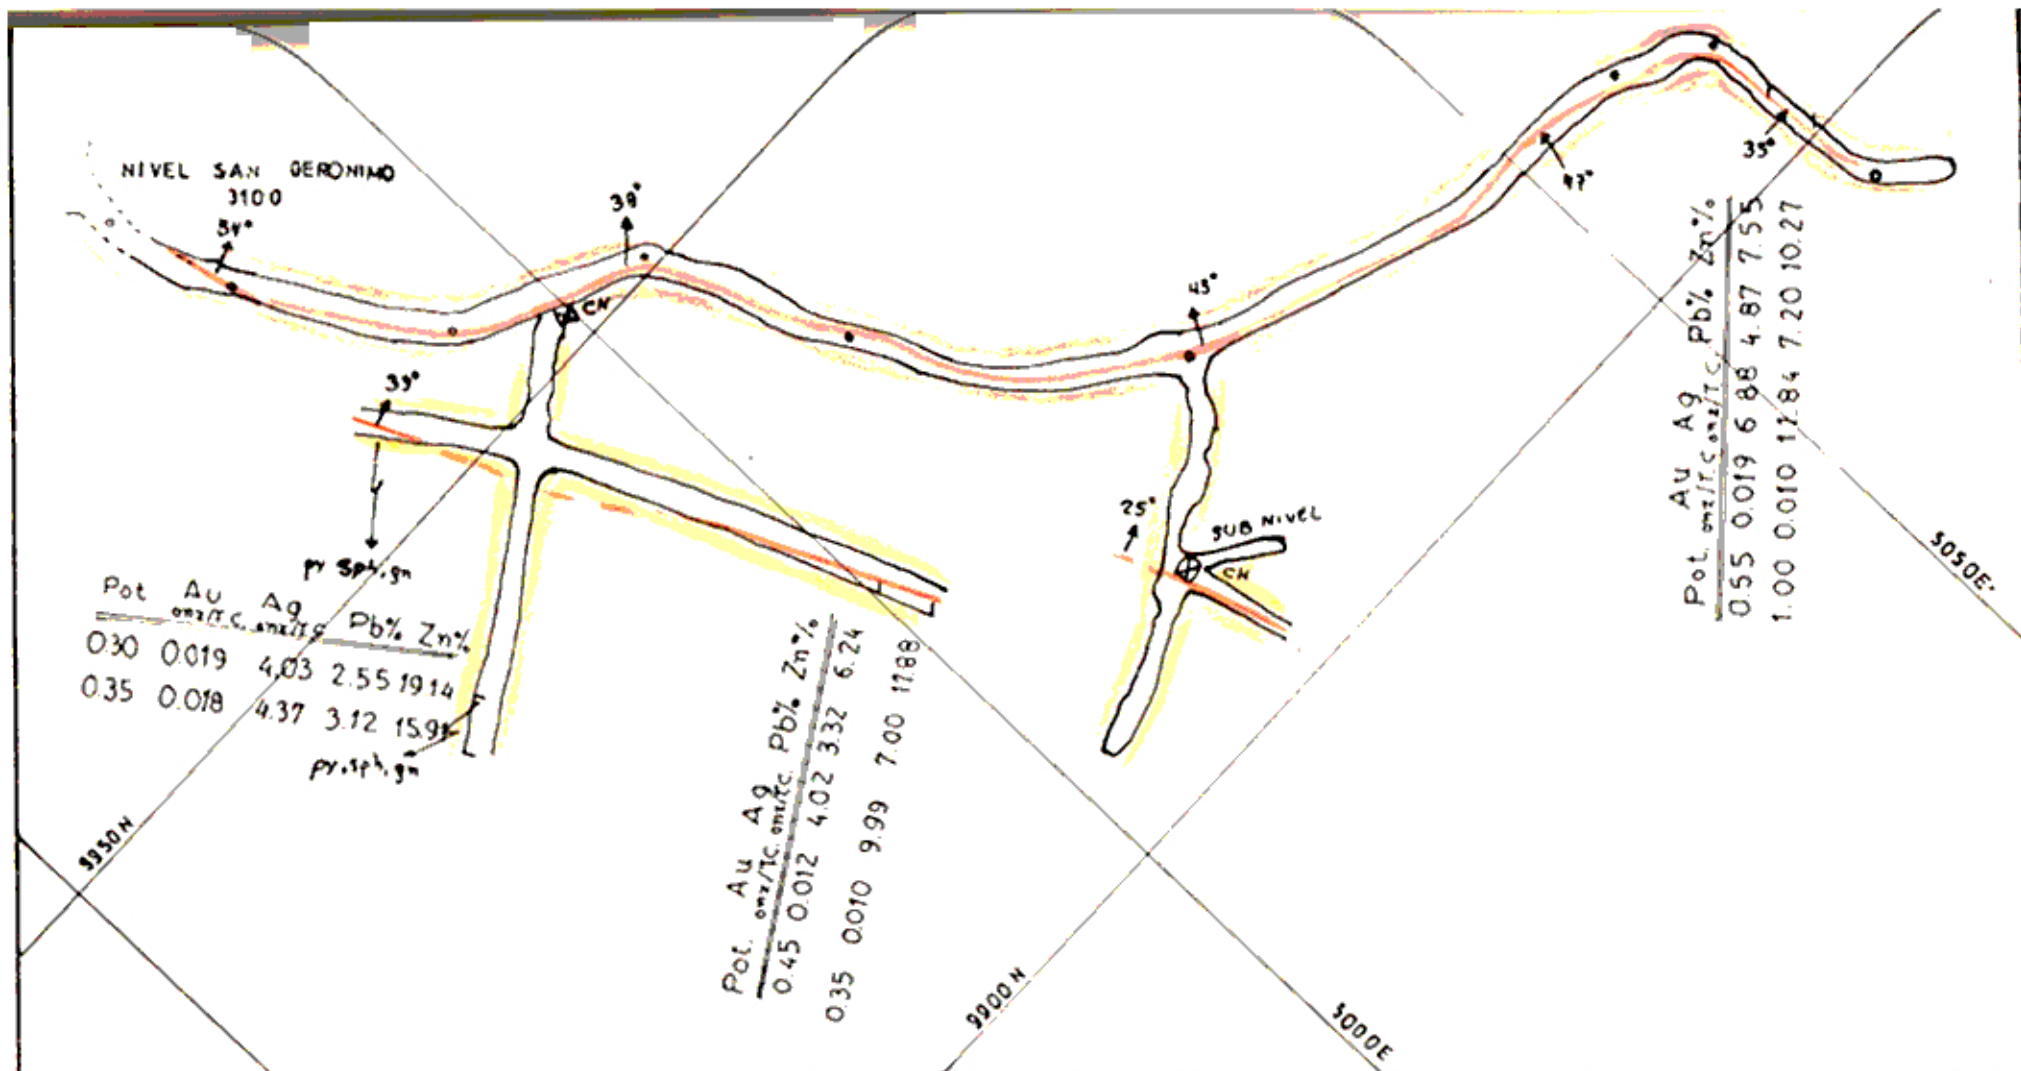 NIVEL SAN GERONIMO
3100
54°
38°
CH
39°
43°
47°
35°
25°
SUB NIVEL
CH
py sph, gn
Pot Au Ag Pb% Zn%
onz/T.C. onz/T.C
0.30 0.019 4.03 2.55 19.14
0.35 0.018 4.37 3.12
py, sph, gn
Pot. Au Ag Pb% Zn%
onz/T.C. onz/T.C.
0.45 0.012 4.02 3.32 6.24
0.35 0.010 9.99 7.00 11.88
Pot. Au Ag Pb% Zn%
onz/T.C. onz/T.C.
0.55 0.019 6.88 4.87 7.55
1.00 0.010 7.20 10.27
9950 N
9900 N
5000 E
5050 E